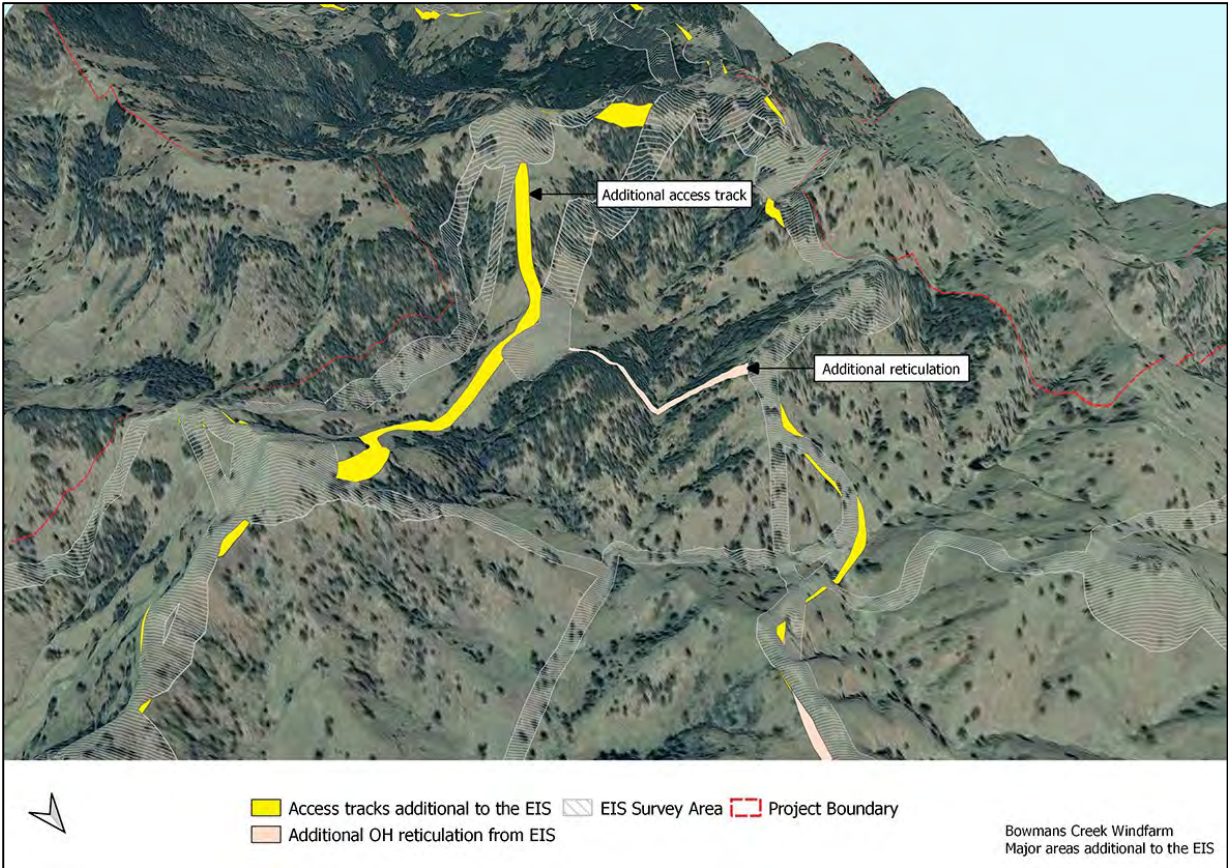 Additional access track
Additional reticulation
Access tracks additional to the EIS
EIS Survey Area
Project Boundary
Additional OH reticulation from EIS
Bowmans Creek Windfarm
Major areas additional to the EIS